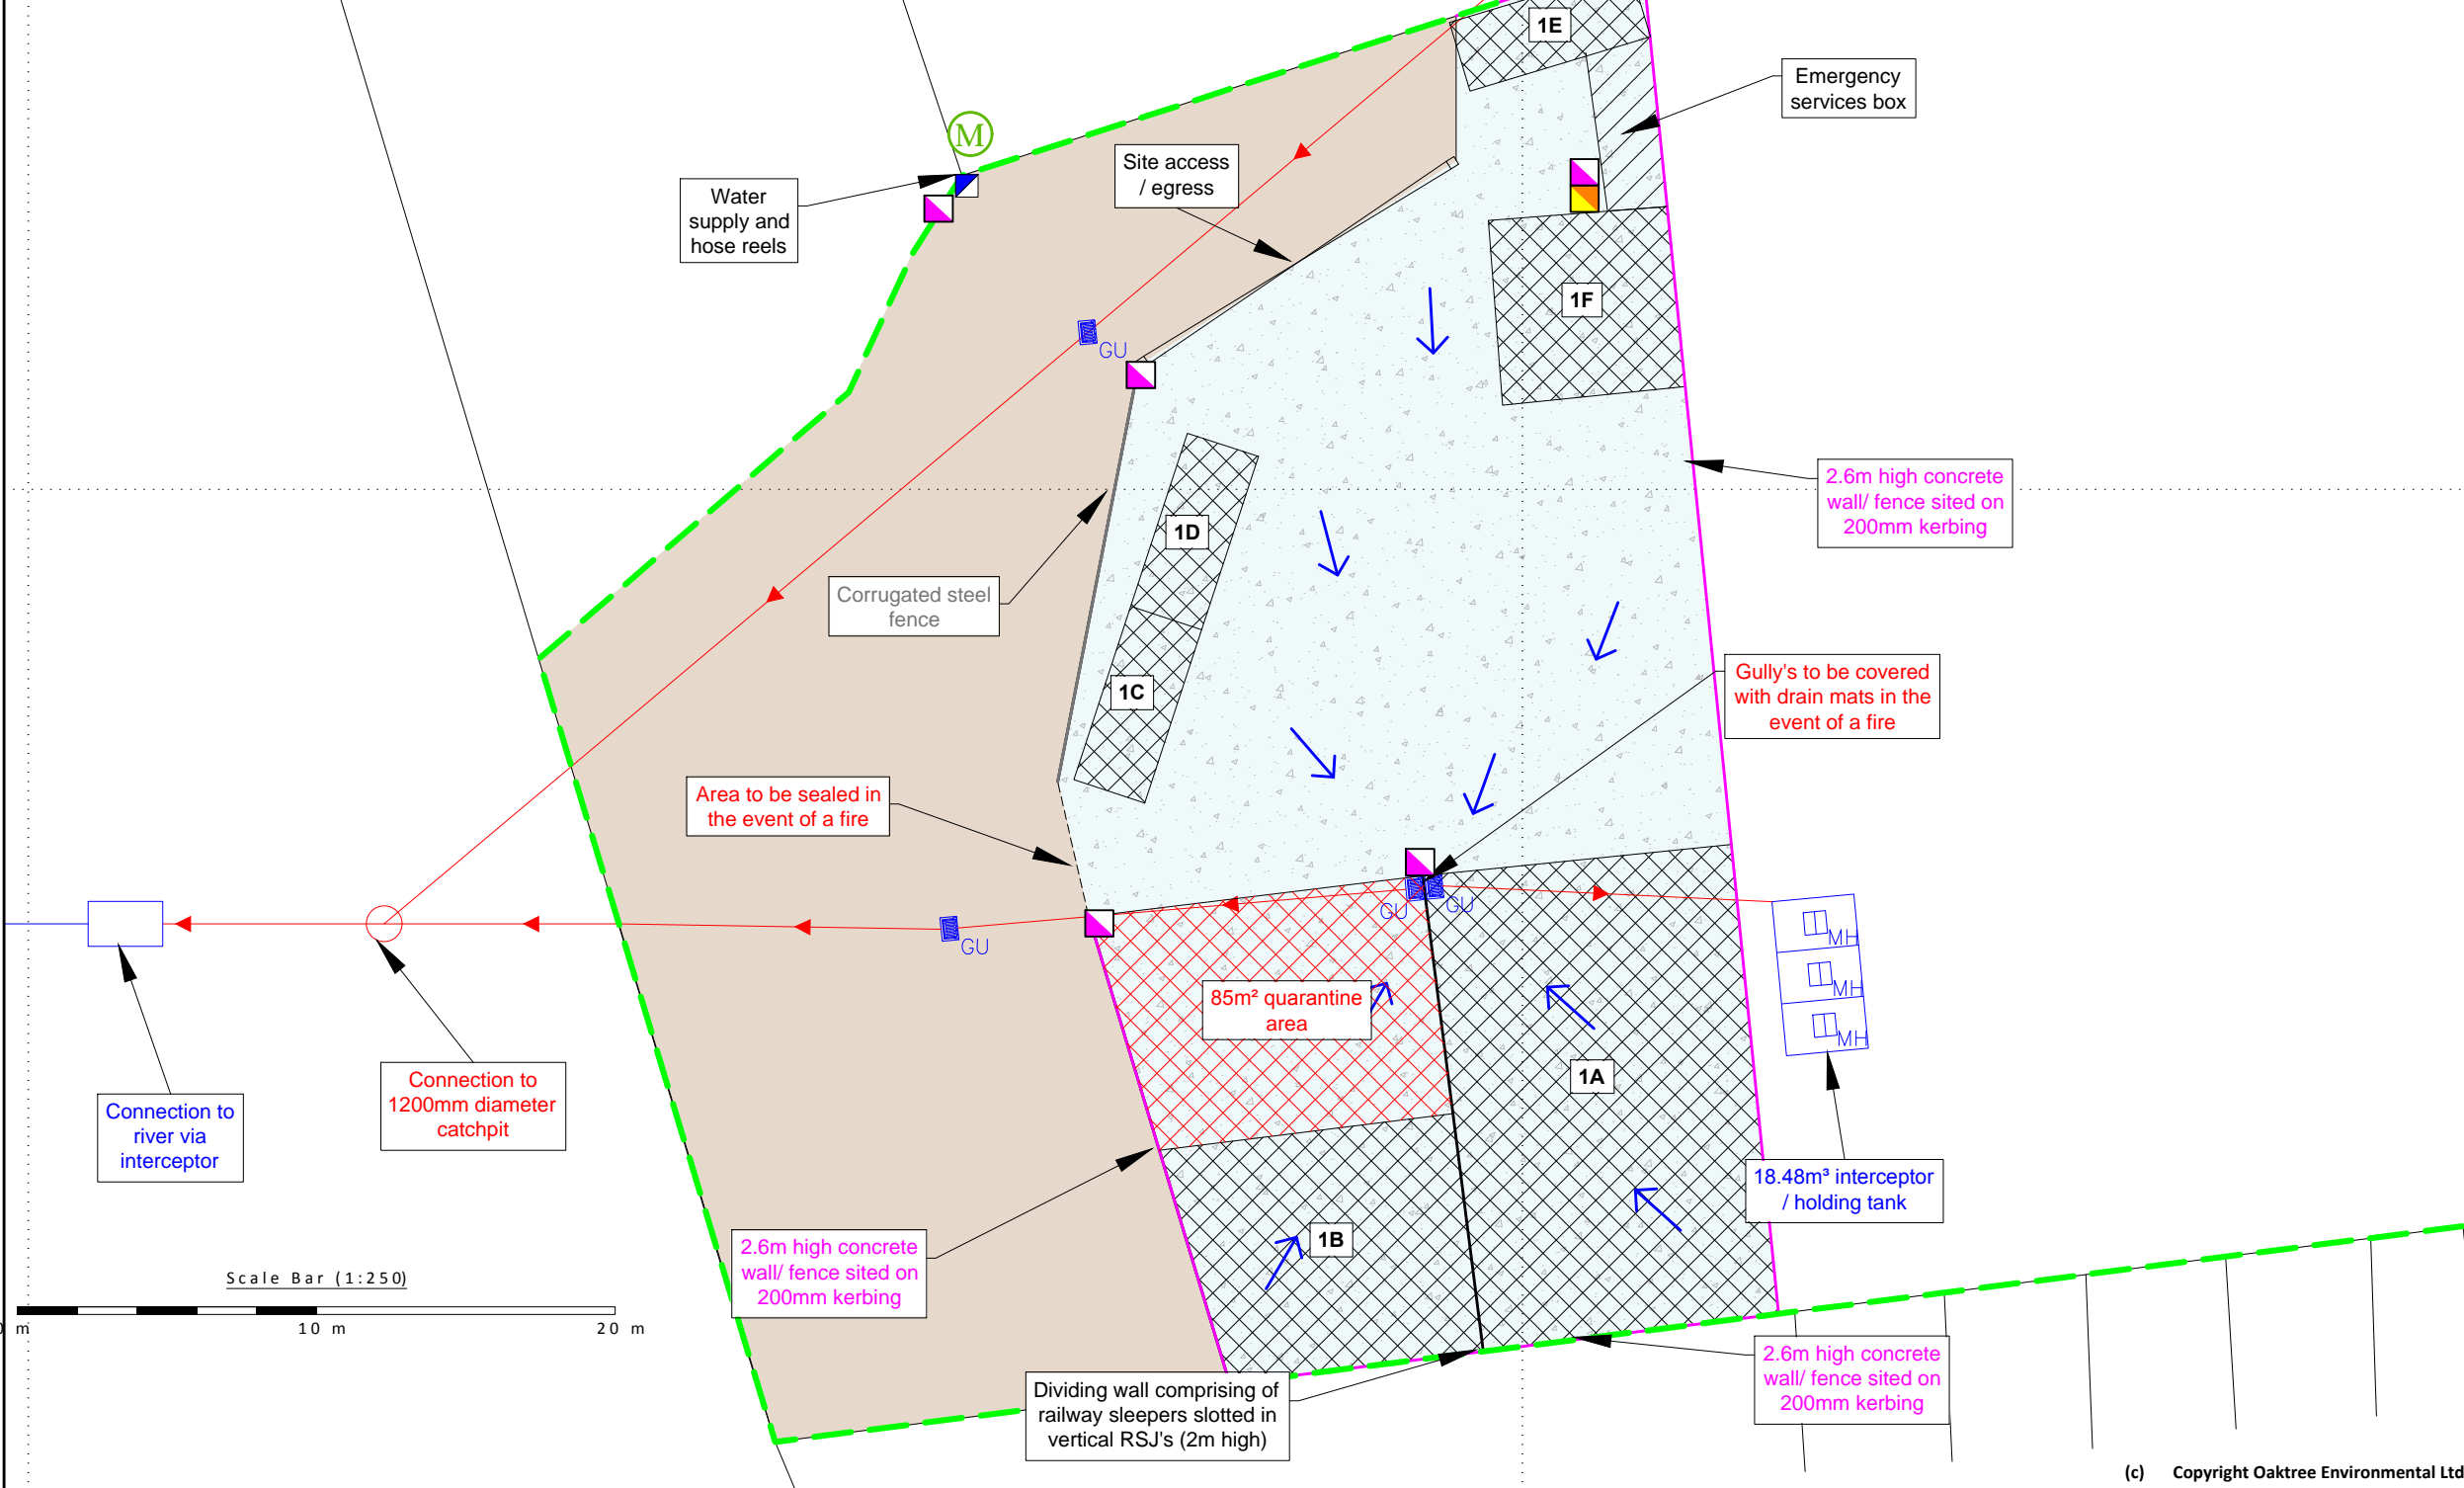 1E
Emergency
services box
M
Site access
/ egress
Water
supply and
hose reels
1F
GU
2.6m high concrete
wall/ fence sited on
200mm kerbing
1D
Corrugated steel
fence
1C
Gully's to be covered
with drain mats in the
event of a fire
Area to be sealed in
the event of a fire
GU
GU
GU
MH
MH
MH
85m² quarantine
area
1A
Connection to
1200mm diameter
catchpit
Connection to
river via
interceptor
18.48m³ interceptor
/ holding tank
1B
2.6m high concrete
wall/ fence sited on
200mm kerbing
Scale Bar (1:250)
0 m 10 m 20 m
2.6m high concrete
wall/ fence sited on
200mm kerbing
Dividing wall comprising of
railway sleepers slotted in
vertical RSJ's (2m high)
(c) Copyright Oaktree Environmental Ltd